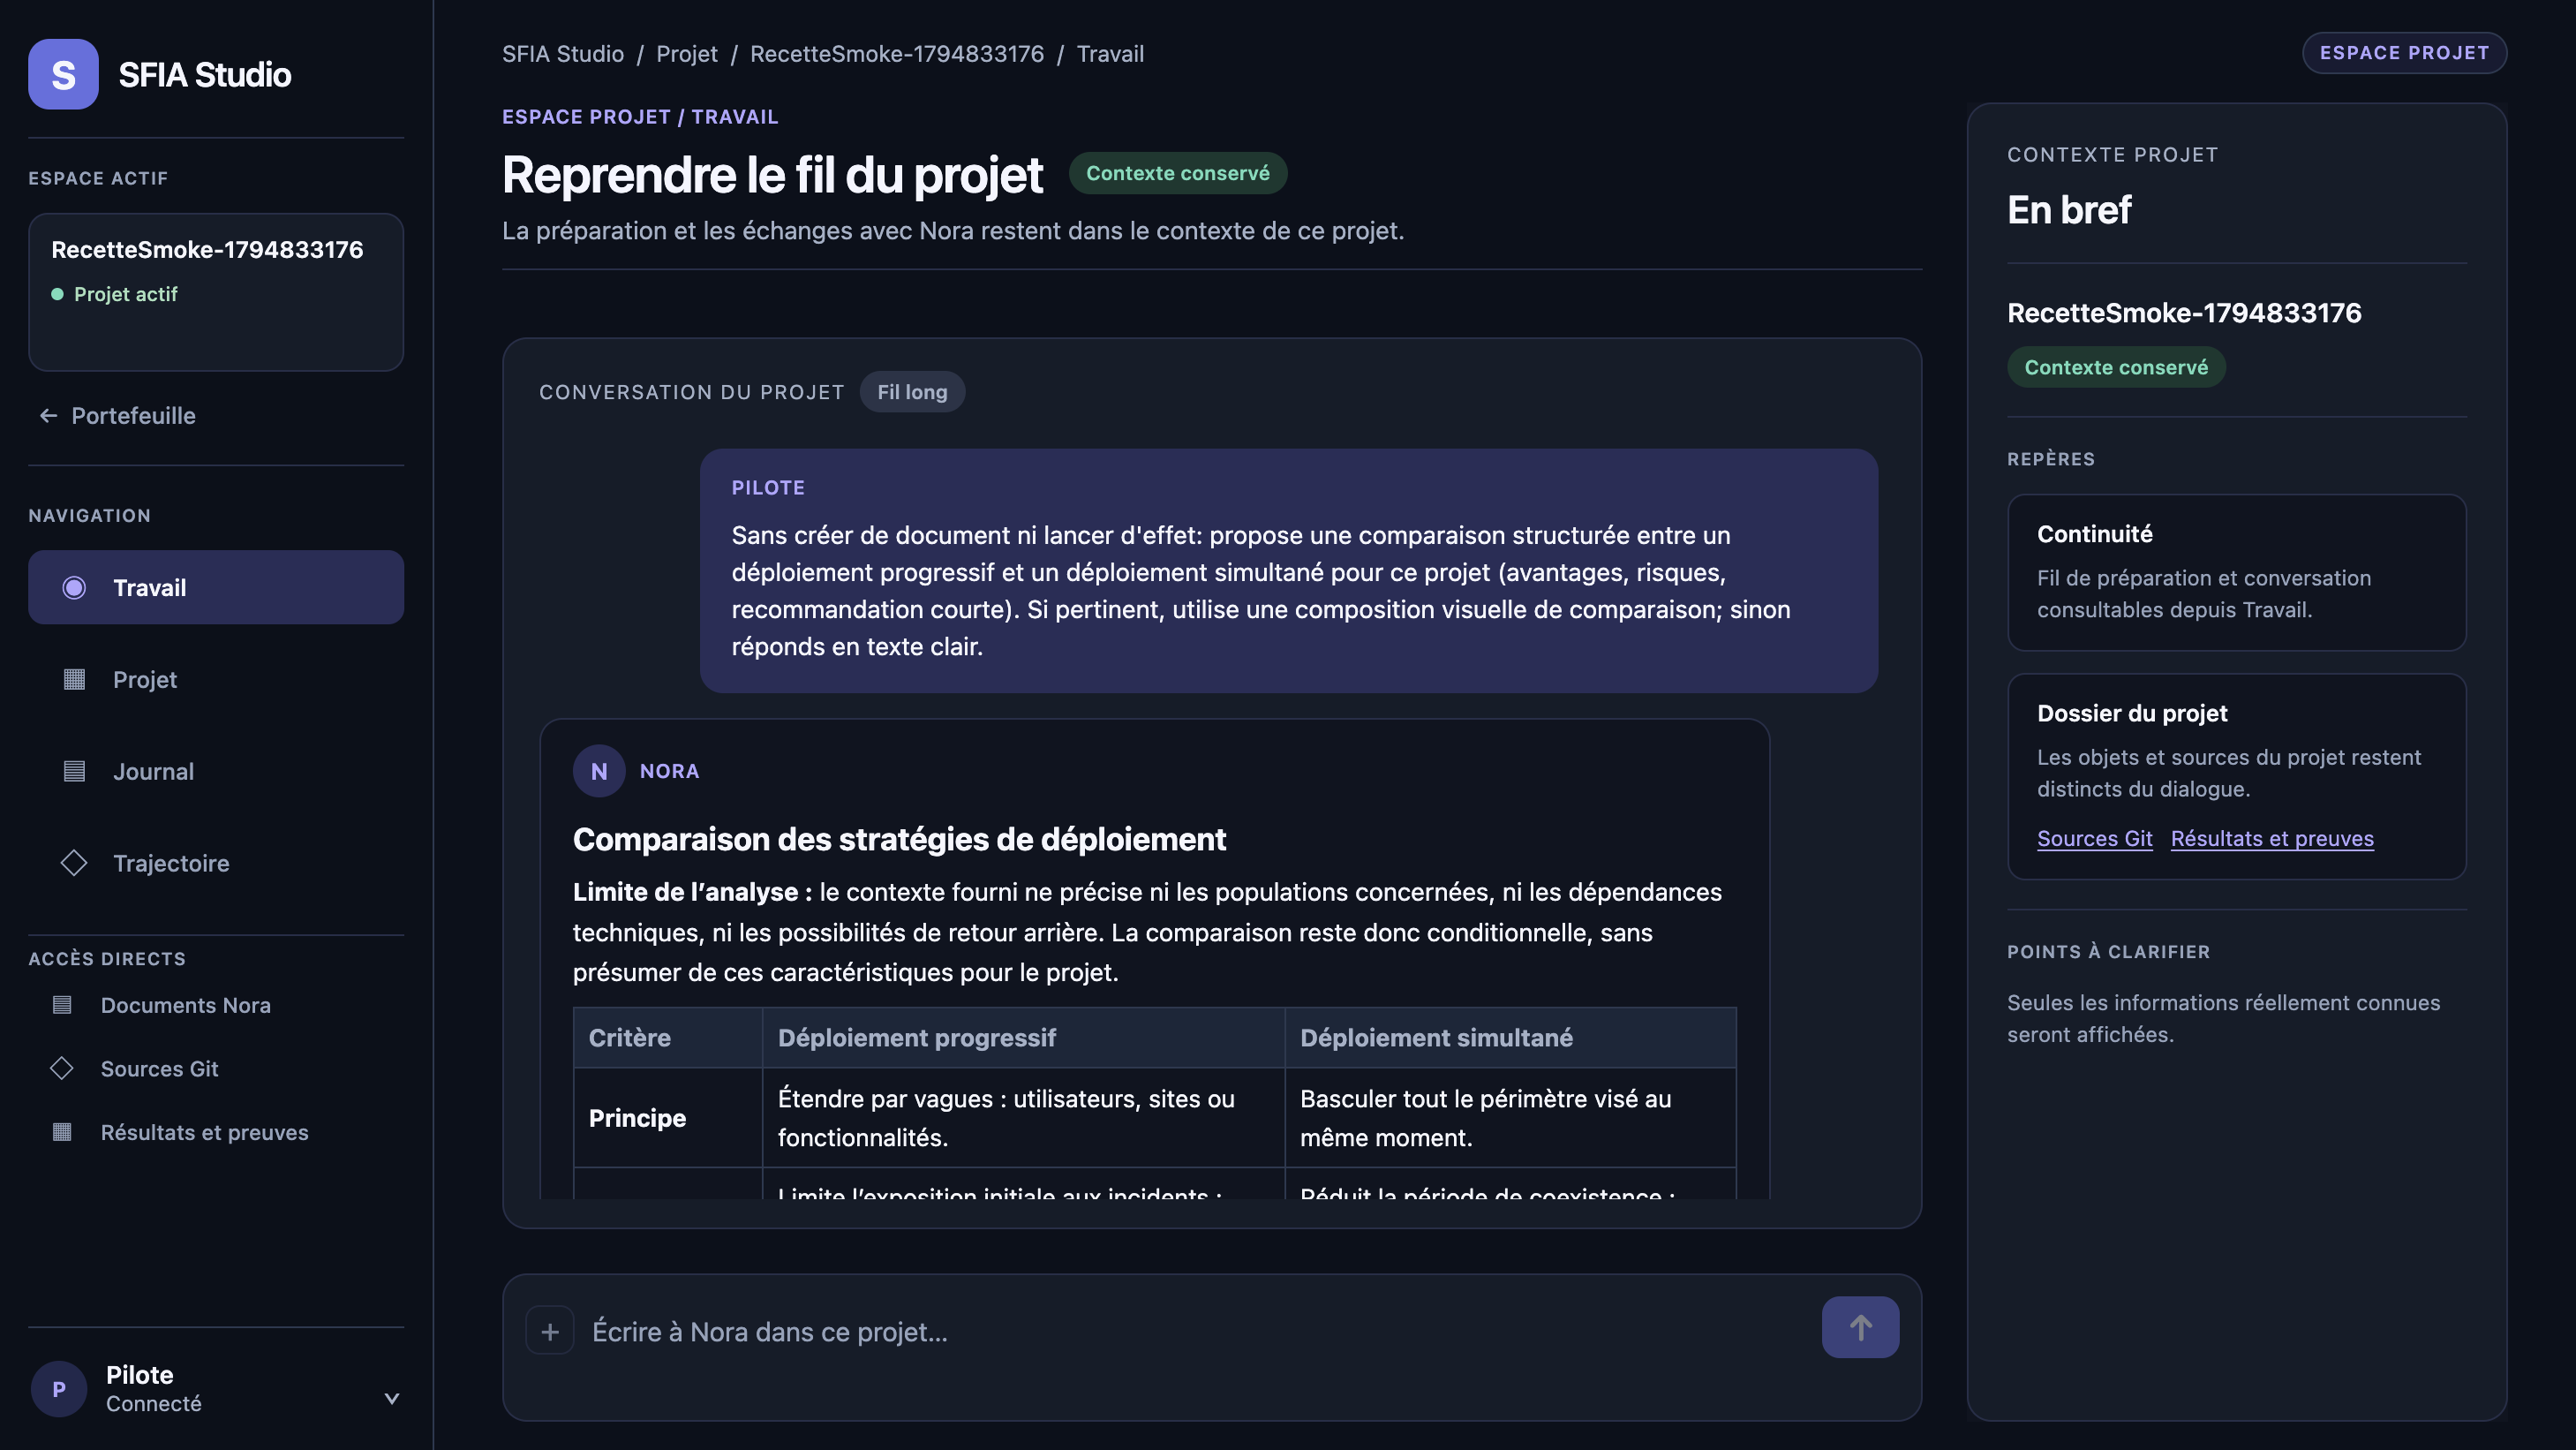 S
SFIA Studio
ESPACE ACTIF
RecetteSmoke-1794833176
Projet actif
← Portefeuille
NAVIGATION
Travail
Projet
Journal
Trajectoire
ACCÈS DIRECTS
Documents Nora
Sources Git
Résultats et preuves
P
Pilote
Connecté
SFIA Studio / Projet / RecetteSmoke-1794833176 / Travail
ESPACE PROJET
ESPACE PROJET / TRAVAIL
Reprendre le fil du projet
Contexte conservé
La préparation et les échanges avec Nora restent dans le contexte de ce projet.
CONVERSATION DU PROJET
Fil long
PILOTE
Sans créer de document ni lancer d'effet: propose une comparaison structurée entre un
déploiement progressif et un déploiement simultané pour ce projet (avantages, risques,
recommandation courte). Si pertinent, utilise une composition visuelle de comparaison; sinon
réponds en texte clair.
N
NORA
Comparaison des stratégies de déploiement
Limite de l’analyse : le contexte fourni ne précise ni les populations concernées, ni les dépendances
techniques, ni les possibilités de retour arrière. La comparaison reste donc conditionnelle, sans
présumer de ces caractéristiques pour le projet.
Critère
Déploiement progressif
Déploiement simultané
Principe
Étendre par vagues : utilisateurs, sites ou
fonctionnalités.
Basculer tout le périmètre visé au
même moment.
Limite l’exposition initiale aux incidents ;
Réduit la période de coexistence ;
+
Écrire à Nora dans ce projet...
CONTEXTE PROJET
En bref
RecetteSmoke-1794833176
Contexte conservé
REPÈRES
Continuité
Fil de préparation et conversation
consultables depuis Travail.
Dossier du projet
Les objets et sources du projet restent
distincts du dialogue.
Sources Git Résultats et preuves
POINTS À CLARIFIER
Seules les informations réellement connues
seront affichées.